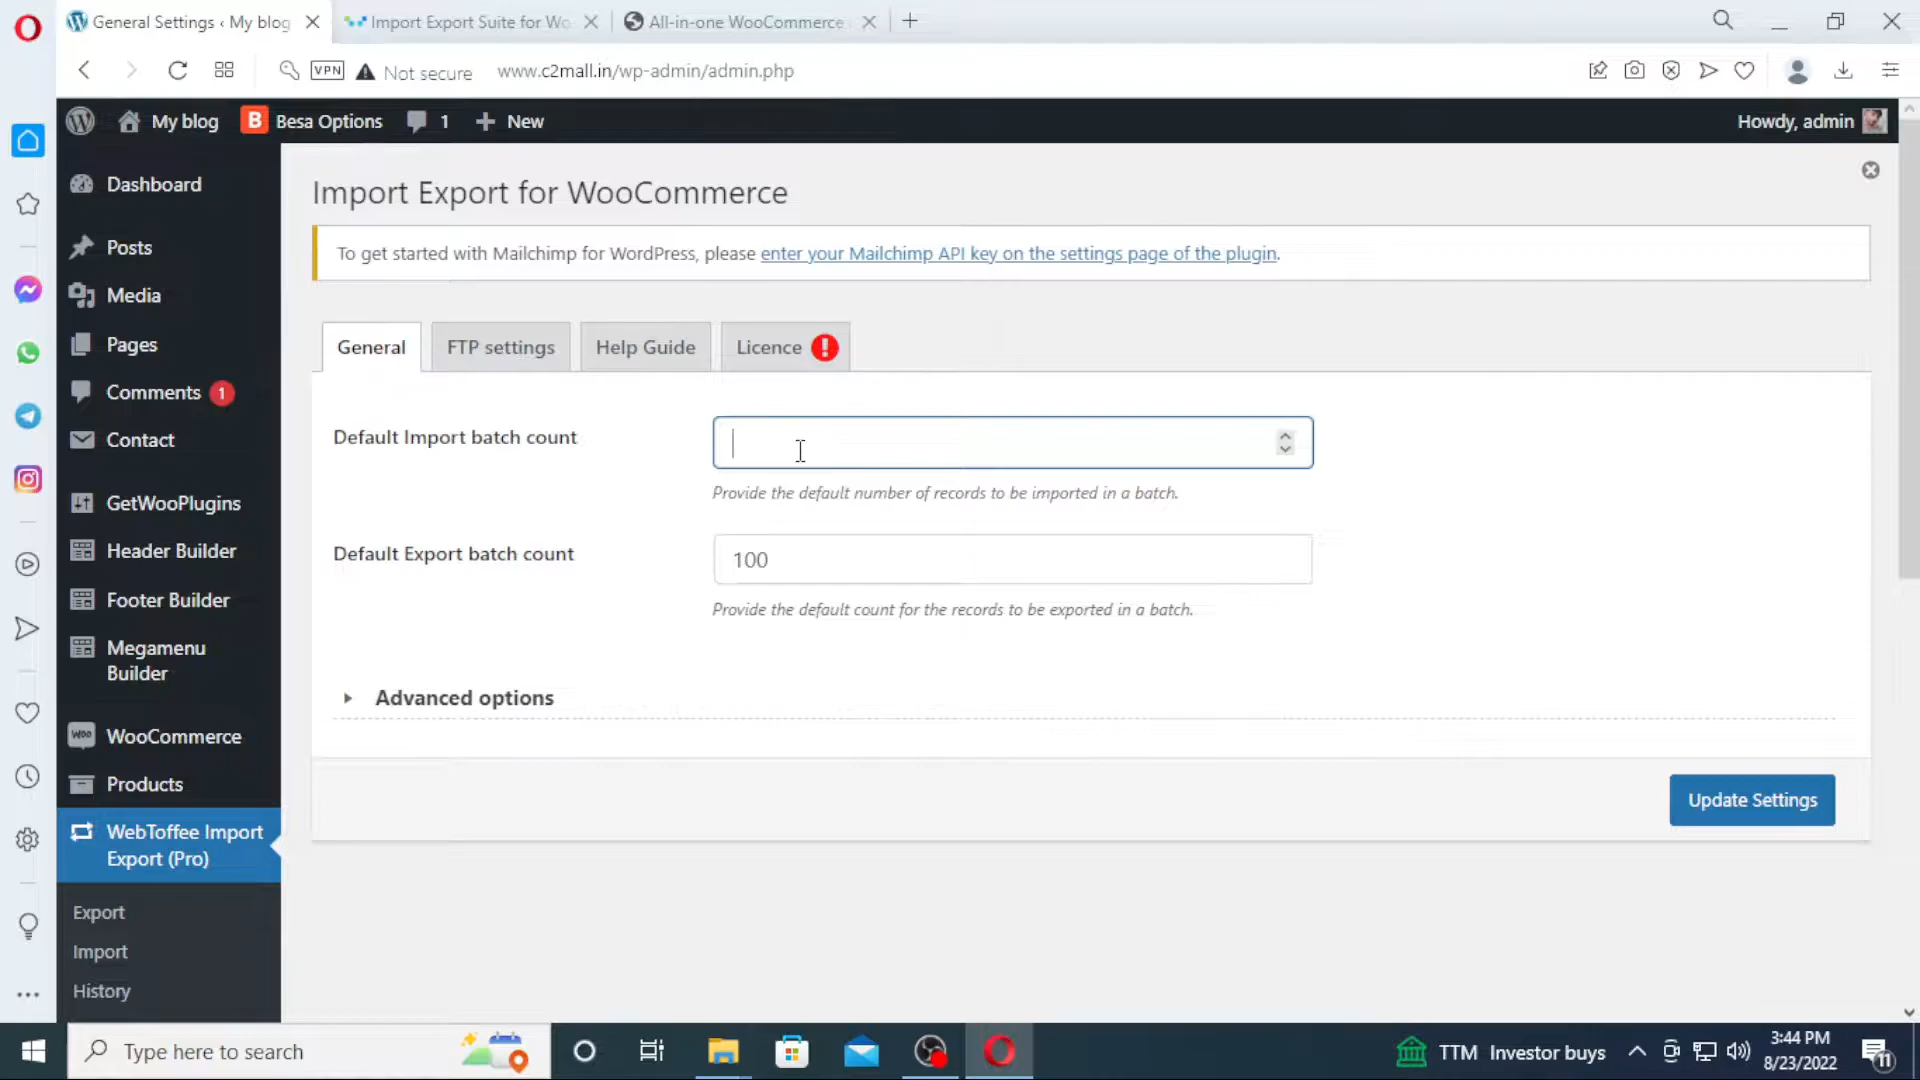 General Settings ‹ My blog
Import Export Suite for Wo
All-in-one WooCommerce
VPN
Not secure
www.c2mall.in/wp-admin/admin.php
My blog
B
Besa Options
1
New
Howdy, admin
Dashboard
Posts
Media
Pages
Comments 1
Contact
GetWooPlugins
Header Builder
Footer Builder
Megamenu
Builder
Woo
WooCommerce
Products
WebToffee Import
Export (Pro)
Export
Import
History
Import Export for WooCommerce
To get started with Mailchimp for WordPress, please enter your Mailchimp API key on the settings page of the plugin.
General
FTP settings
Help Guide
Licence !
Default Import batch count
Provide the default number of records to be imported in a batch.
Default Export batch count
100
Provide the default count for the records to be exported in a batch.
Advanced options
Update Settings
Type here to search
TTM Investor buys
3:44 PM
8/23/2022
11